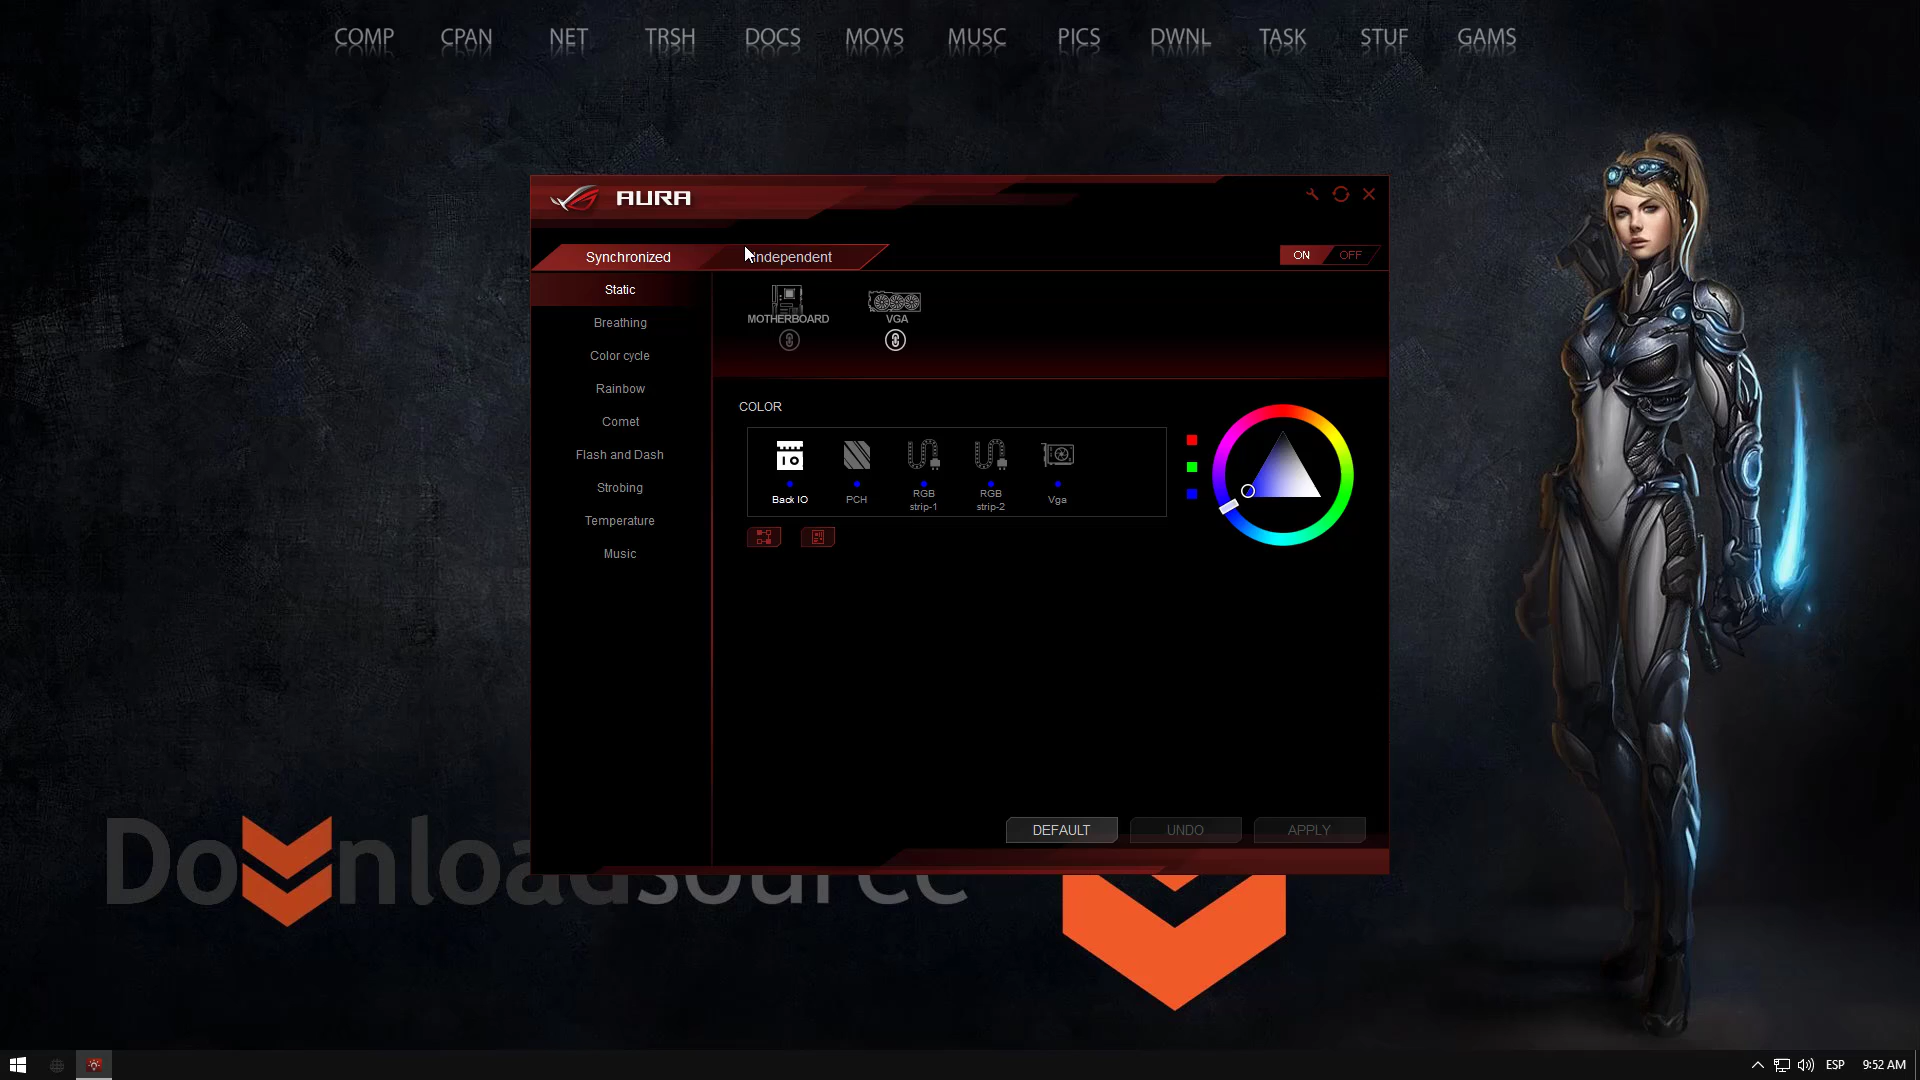 COMP CPAN NET TRSH DOCS MOVS MUSC PICS DWNL TASK STUF GAMS
AURA
Synchronized Independent ON OFF
Static
Breathing
Color cycle
Rainbow
Comet
Flash and Dash
Strobing
Temperature
Music
MOTHERBOARD VGA
COLOR
IO
Back IO PCH RGB strip-1 RGB strip-2 Vga
DEFAULT UNDO APPLY
Downloadsource
ESP 9:52 AM